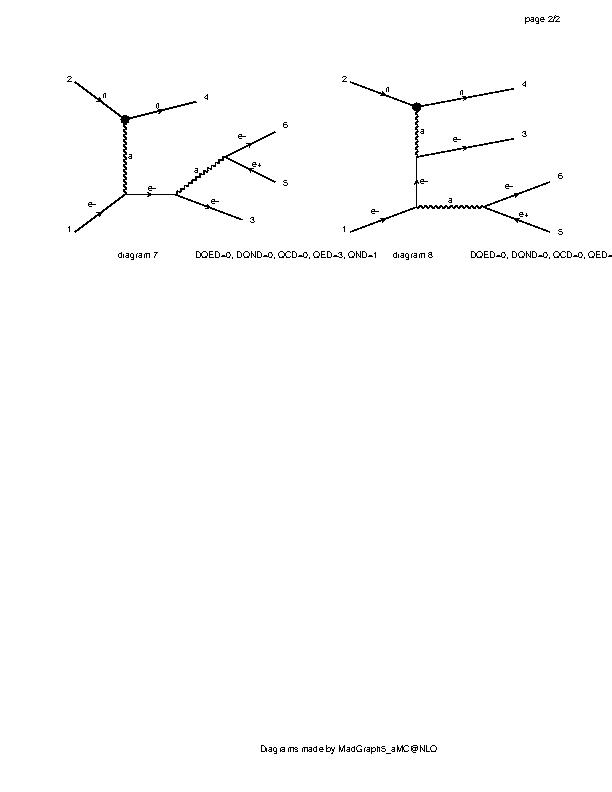 page 2/2
2
n
n
4
a
e-
e-
1
a
e-
6
e+
5
e-
3
2
n
n
4
a
e-
3
e-
e-
1
a
e-
6
e+
5
diagram 7
DQED=0, DQND=0, QCD=0, QED=3, QND=1
diagram 8
DQED=0, DQND=0, QCD=0, QED=
Diagrams made by MadGraph5_aMC@NLO